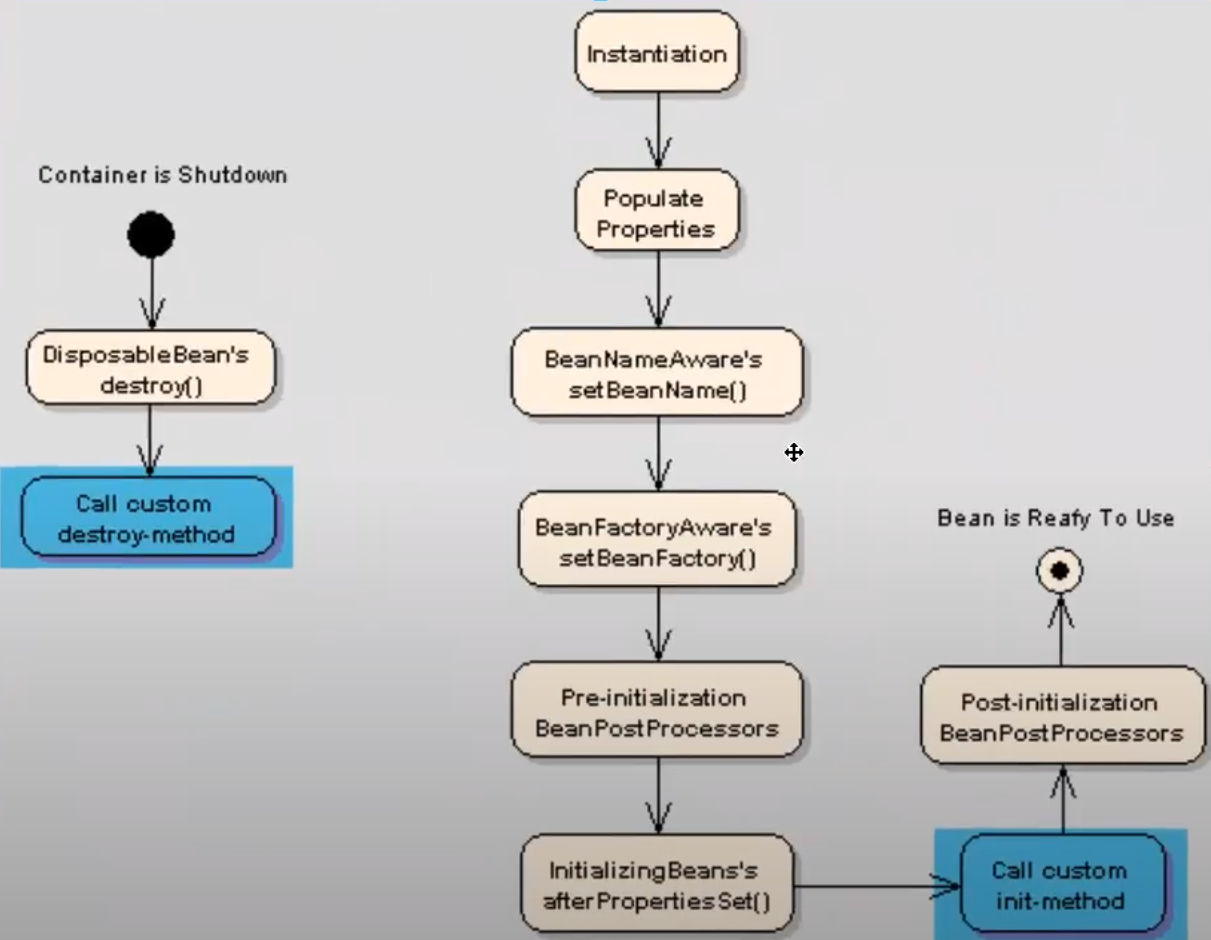 Instantiation
Populate
Properties
BeanNameAware's
setBeanName()
BeanFactoryAware's
setBeanFactory()
Pre-initialization
BeanPostProcessors
InitializingBeans's
afterPropertiesSet()
Call custom
init-method
Post-initialization
BeanPostProcessors
Bean is Reafy To Use
Container is Shutdown
DisposableBean's
destroy()
Call custom
destroy-method